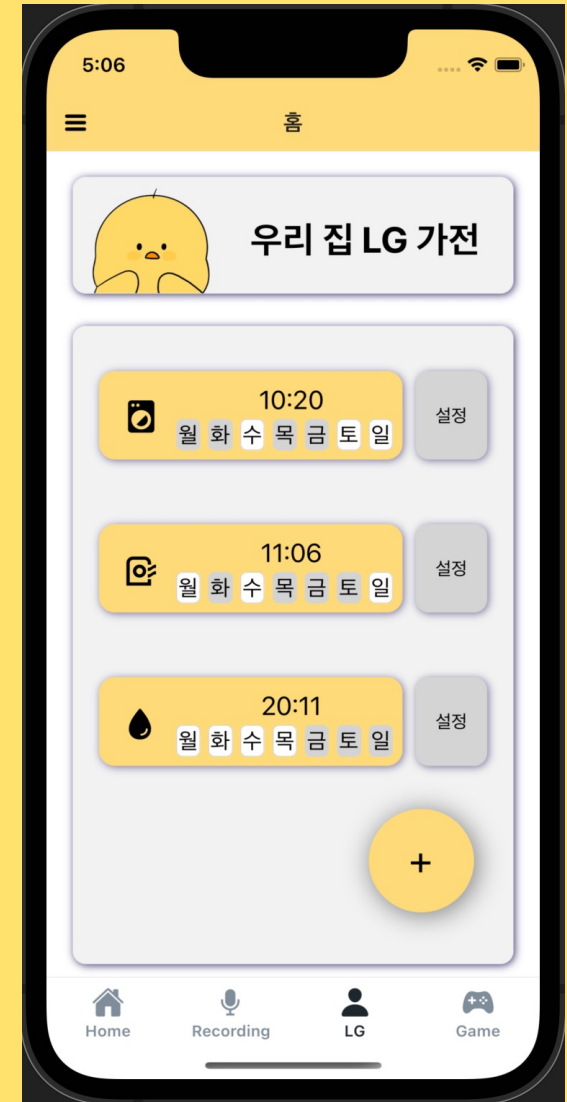 5:06
홈
우리 집 LG 가전
10:20
월 화 수 목 금 토 일
설정
11:06
월 화 수 목 금 토 일
설정
20:11
월 화 수 목 금 토 일
설정
+
Home Recording LG Game